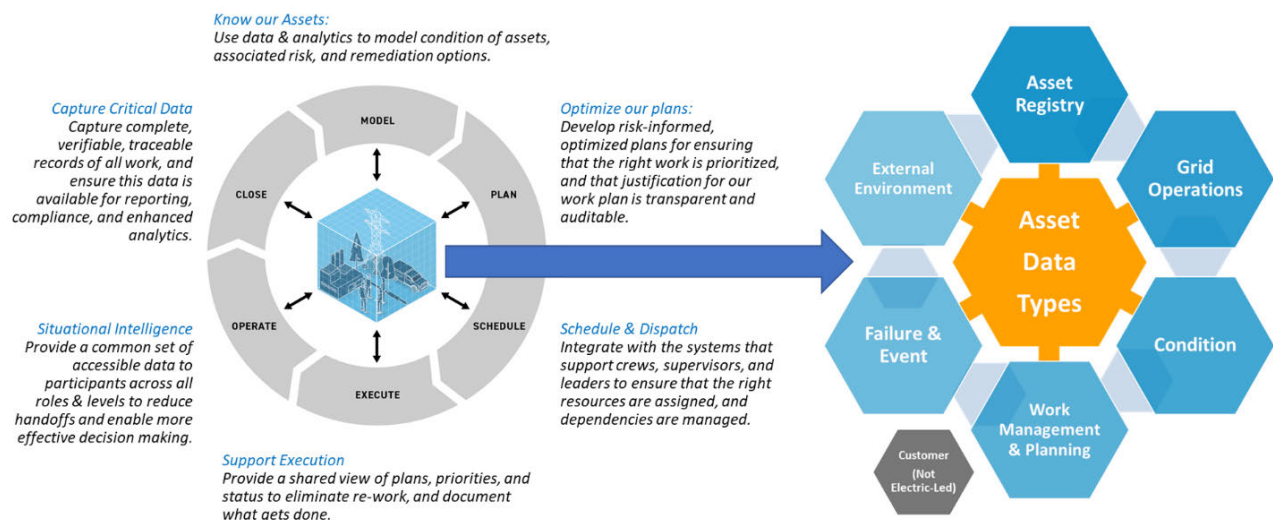 Know our Assets:
Use data & analytics to model condition of assets,
associated risk, and remediation options.
Capture Critical Data
Capture complete,
verifiable, traceable
records of all work, and
ensure this data is
available for reporting,
compliance, and enhanced
analytics.
Situational Intelligence
Provide a common set of
accessible data to
participants across all
roles & levels to reduce
handoffs and enable more
effective decision making.
MODEL
PLAN
SCHEDULE
EXECUTE
OPERATE
CLOSE
Optimize our plans:
Develop risk-informed,
optimized plans for ensuring
that the right work is prioritized,
and that justification for our
work plan is transparent and
auditable.
Schedule & Dispatch
Integrate with the systems that
support crews, supervisors, and
leaders to ensure that the right
resources are assigned, and
dependencies are managed.
Support Execution
Provide a shared view of plans, priorities, and
status to eliminate re-work, and document
what gets done.
Asset
Registry
Grid
Operations
Condition
Work
Management
& Planning
Failure &
Event
External
Environment
Asset
Data
Types
Customer
(Not
Electric-Led)